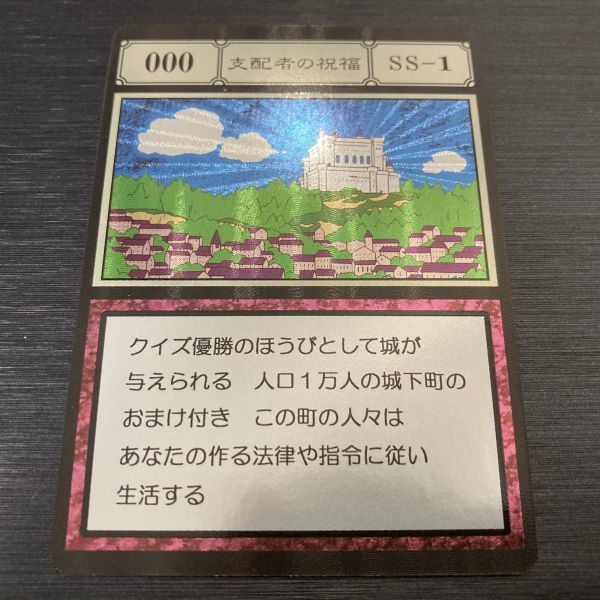 000 支配者の祝福 SS-1
クイズ優勝のほうびとして城が
与えられる　人口１万人の城下町の
おまけ付き　この町の人々は
あなたの作る法律や指令に従い
生活する